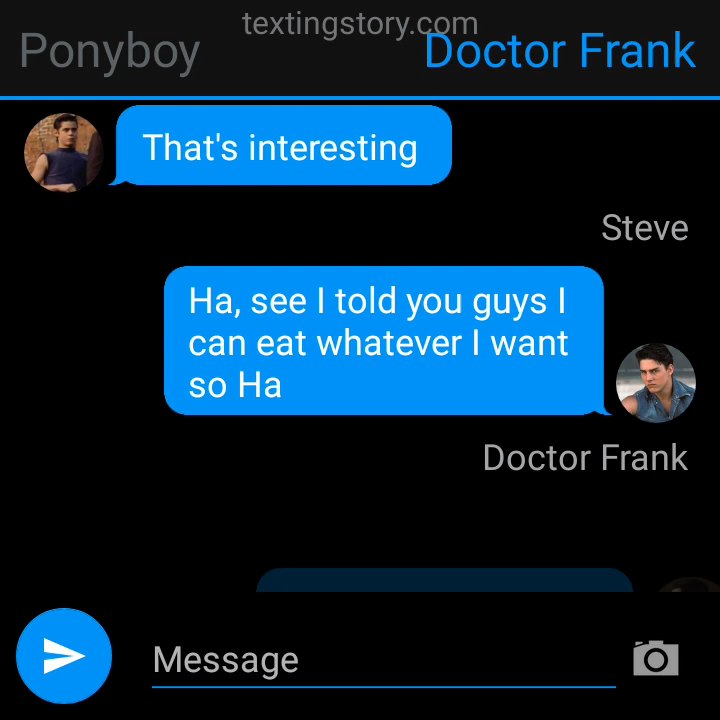 textingstory.com
Ponyboy
Doctor Frank
That's interesting
Steve
Ha, see I told you guys I
can eat whatever I want
so Ha
Doctor Frank
Message